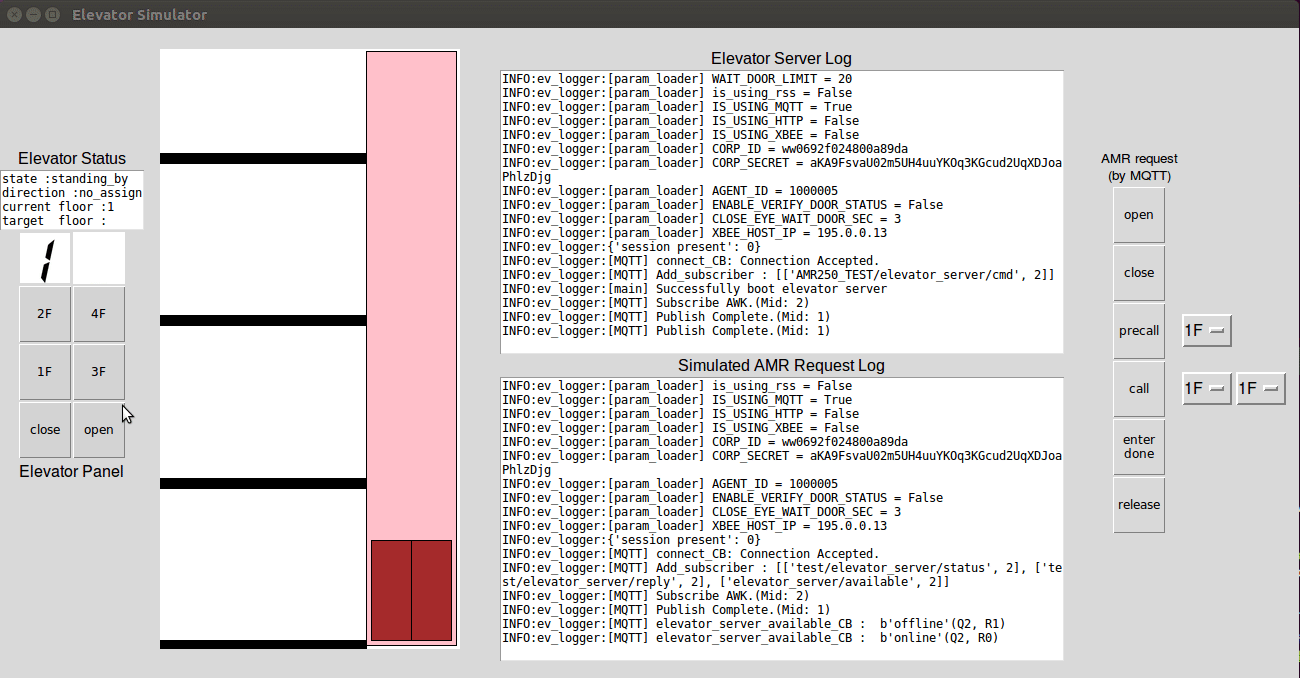 Elevator Simulator
Elevator Status
state :standing_by
direction :no_assign
current floor :1
target  floor :
1
2F
4F
1F
3F
close
open
Elevator Panel
Elevator Server Log
INFO:ev_logger:[param_loader] WAIT_DOOR_LIMIT = 20
INFO:ev_logger:[param_loader] is_using_rss = False
INFO:ev_logger:[param_loader] IS_USING_MQTT = True
INFO:ev_logger:[param_loader] IS_USING_HTTP = False
INFO:ev_logger:[param_loader] IS_USING_XBEE = False
INFO:ev_logger:[param_loader] CORP_ID = ww0692f024800a89da
INFO:ev_logger:[param_loader] CORP_SECRET = aKA9FsvaU02m5UH4uuYKOq3KGcud2UqXDJoa
PhlzDjg
INFO:ev_logger:[param_loader] AGENT_ID = 1000005
INFO:ev_logger:[param_loader] ENABLE_VERIFY_DOOR_STATUS = False
INFO:ev_logger:[param_loader] CLOSE_EYE_WAIT_DOOR_SEC = 3
INFO:ev_logger:[param_loader] XBEE_HOST_IP = 195.0.0.13
INFO:ev_logger:{'session present': 0}
INFO:ev_logger:[MQTT] connect_CB: Connection Accepted.
INFO:ev_logger:[MQTT] Add_subscriber : [['AMR250_TEST/elevator_server/cmd', 2]]
INFO:ev_logger:[main] Successfully boot elevator server
INFO:ev_logger:[MQTT] Subscribe AWK.(Mid: 2)
INFO:ev_logger:[MQTT] Publish Complete.(Mid: 1)
INFO:ev_logger:[MQTT] Publish Complete.(Mid: 1)
Simulated AMR Request Log
INFO:ev_logger:[param_loader] is_using_rss = False
INFO:ev_logger:[param_loader] IS_USING_MQTT = True
INFO:ev_logger:[param_loader] IS_USING_HTTP = False
INFO:ev_logger:[param_loader] IS_USING_XBEE = False
INFO:ev_logger:[param_loader] CORP_ID = ww0692f024800a89da
INFO:ev_logger:[param_loader] CORP_SECRET = aKA9FsvaU02m5UH4uuYKOq3KGcud2UqXDJoa
PhlzDjg
INFO:ev_logger:[param_loader] AGENT_ID = 1000005
INFO:ev_logger:[param_loader] ENABLE_VERIFY_DOOR_STATUS = False
INFO:ev_logger:[param_loader] CLOSE_EYE_WAIT_DOOR_SEC = 3
INFO:ev_logger:[param_loader] XBEE_HOST_IP = 195.0.0.13
INFO:ev_logger:{'session present': 0}
INFO:ev_logger:[MQTT] connect_CB: Connection Accepted.
INFO:ev_logger:[MQTT] Add_subscriber : [['test/elevator_server/status', 2], ['te
st/elevator_server/reply', 2], ['elevator_server/available', 2]]
INFO:ev_logger:[MQTT] Subscribe AWK.(Mid: 2)
INFO:ev_logger:[MQTT] Publish Complete.(Mid: 1)
INFO:ev_logger:[MQTT] elevator_server_available_CB :  b'offline'(Q2, R1)
INFO:ev_logger:[MQTT] elevator_server_available_CB :  b'online'(Q2, R0)
AMR request
(by MQTT)
open
close
precall
1F
call
1F
1F
enter
done
release